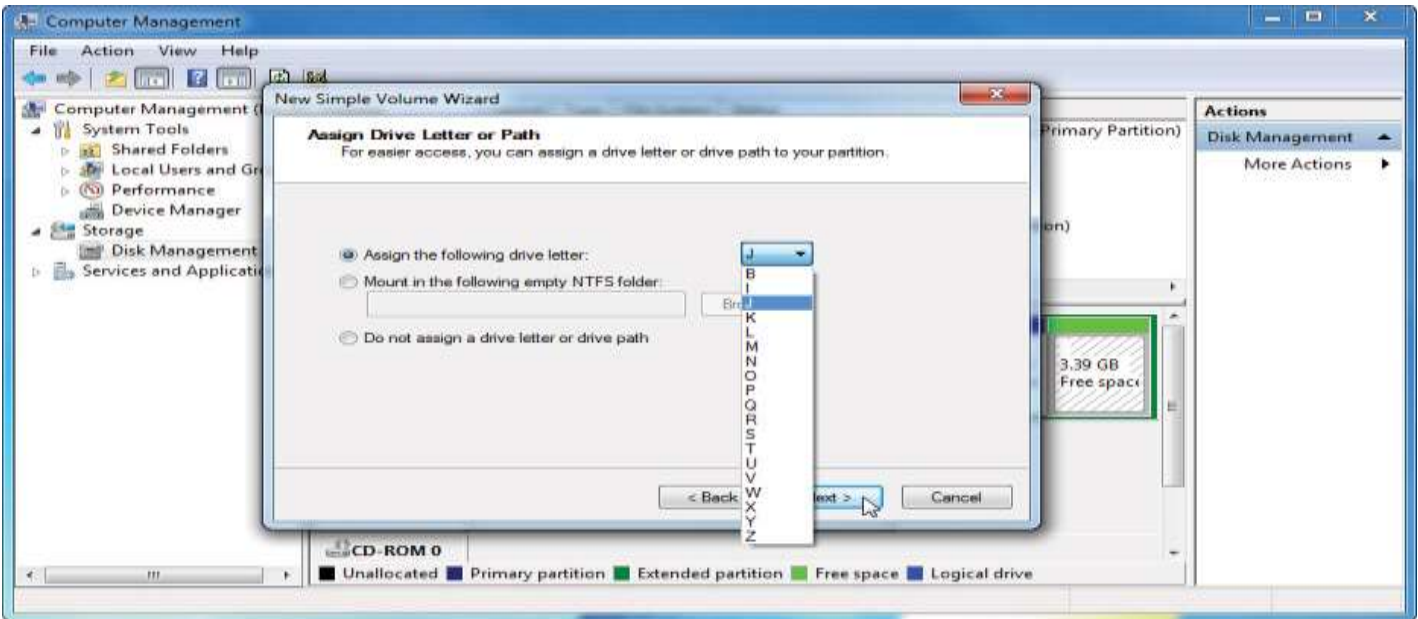 Computer Management
File Action View Help
Computer Management (
System Tools
Shared Folders
Local Users and Gr
Performance
Device Manager
Storage
Disk Management
Services and Applicatio
New Simple Volume Wizard
Assign Drive Letter or Path
For easier access, you can assign a drive letter or drive path to your partition.
Assign the following drive letter:
J
Mount in the following empty NTFS folder:
Do not assign a drive letter or drive path
B
I
J
K
L
M
N
O
P
Q
R
S
T
U
V
W
X
Y
Z
< Back
ext >
Cancel
Primary Partition)
on)
3.39 GB
Free space
Actions
Disk Management
More Actions
CD-ROM 0
Unallocated Primary partition Extended partition Free space Logical drive